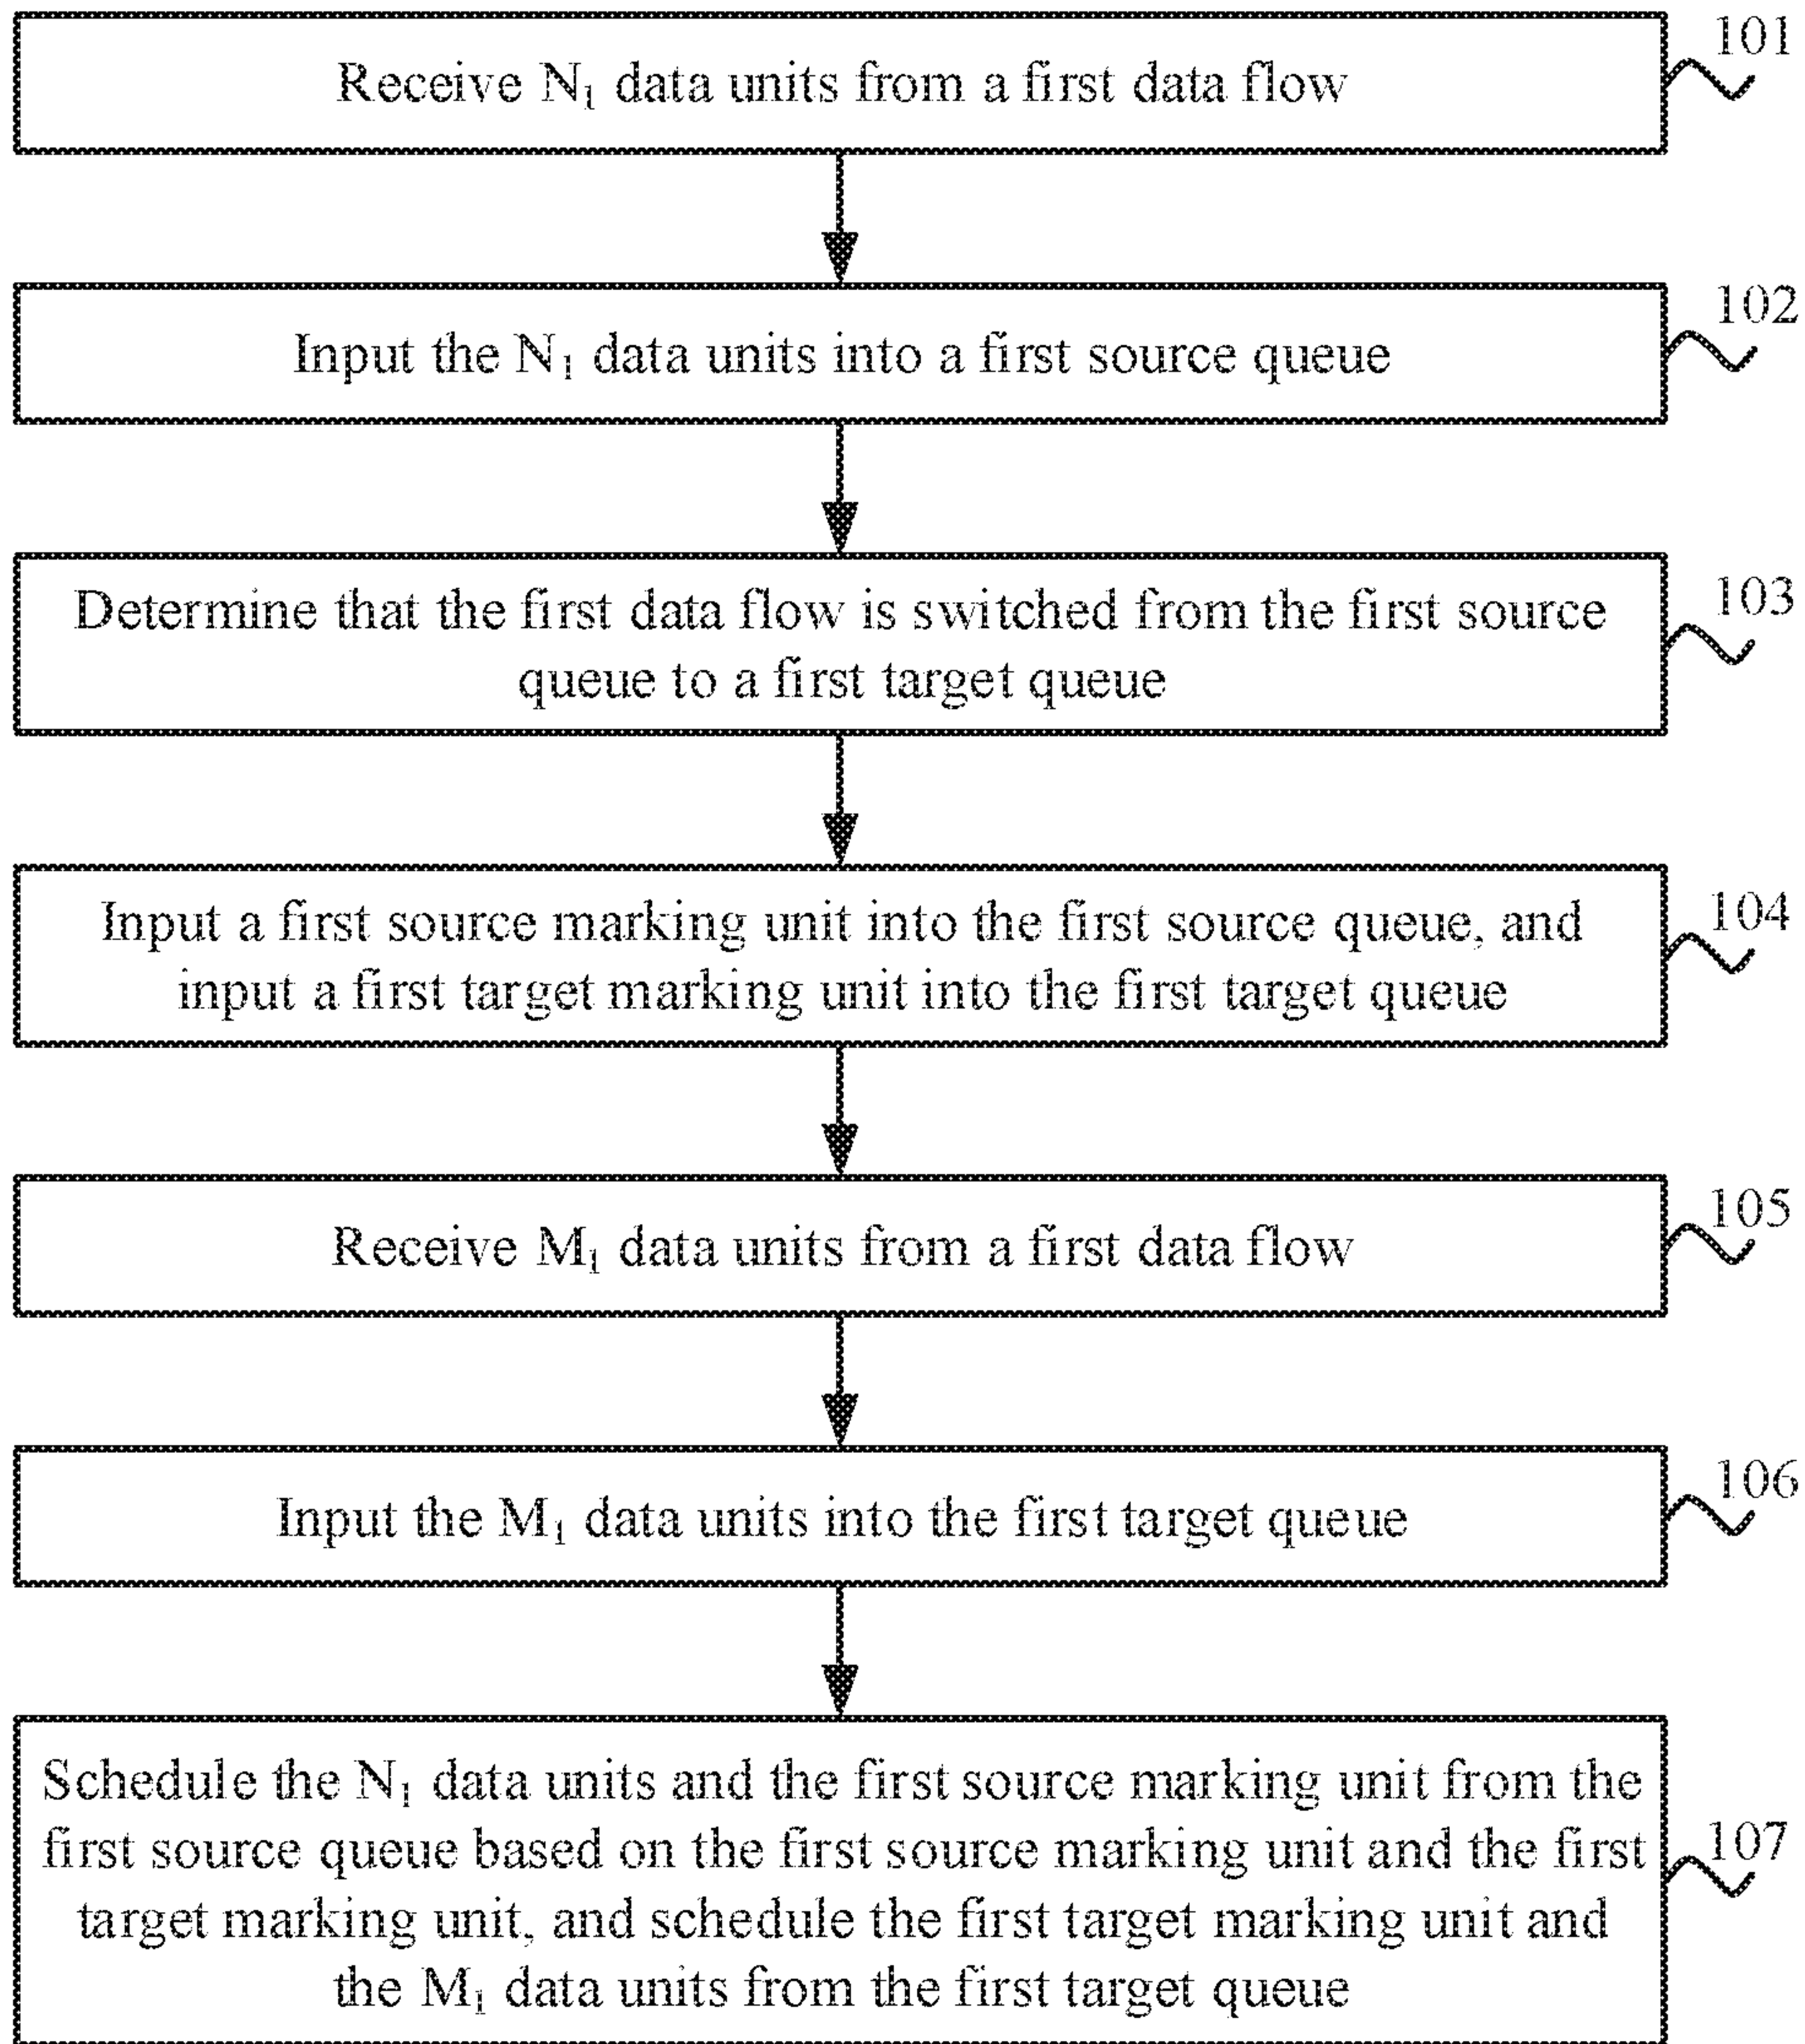 101
Receive N₁ data units from a first data flow
102
Input the N₁ data units into a first source queue
103
Determine that the first data flow is switched from the first source
queue to a first target queue
104
Input a first source marking unit into the first source queue, and
input a first target marking unit into the first target queue
105
Receive M₁ data units from a first data flow
106
Input the M₁ data units into the first target queue
Schedule the N₁ data units and the first source marking unit from the
first source queue based on the first source marking unit and the first
107
target marking unit, and schedule the first target marking unit and
the M₁ data units from the first target queue